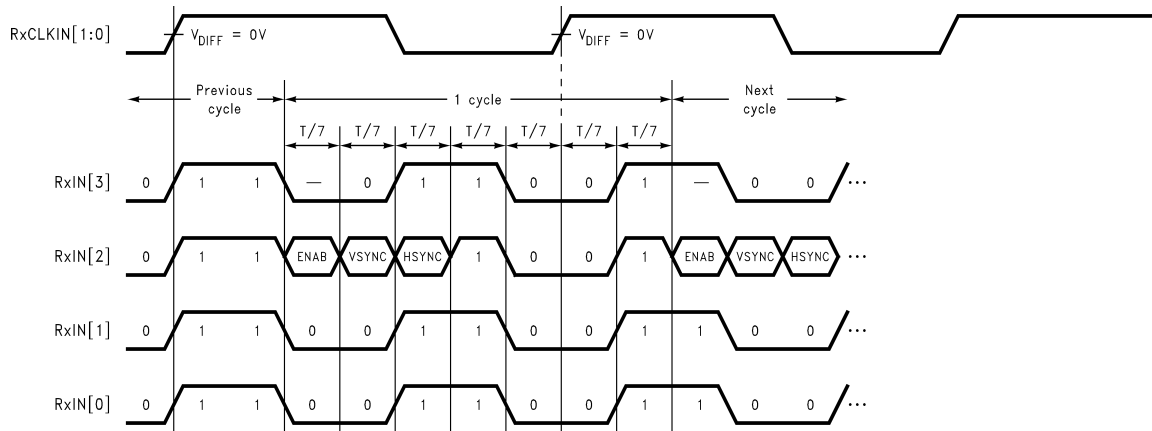 RxCLKIN[1:0] V_DIFF = 0V V_DIFF = 0V
Previous cycle 1 cycle Next cycle
T/7 T/7 T/7 T/7 T/7 T/7 T/7
RxIN[3] 0 1 1 — 0 1 1 0 0 1 — 0 0 ...
RxIN[2] 0 1 1 ENAB VSYNC HSYNC 1 0 0 1 ENAB VSYNC HSYNC ...
RxIN[1] 0 1 1 0 0 1 1 0 0 1 1 0 0 ...
RxIN[0] 0 1 1 0 0 1 1 0 0 1 1 0 0 ...